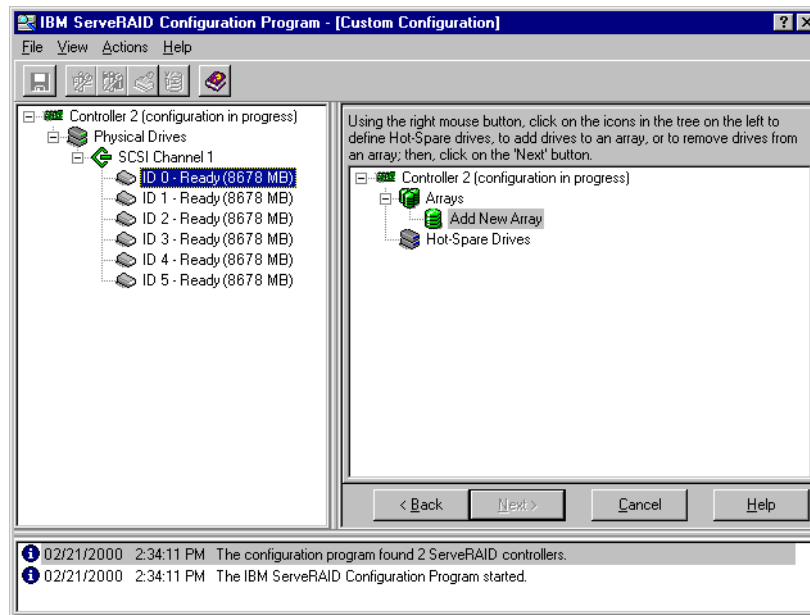 IBM ServeRAID Configuration Program - [Custom Configuration]
File View Actions Help
Controller 2 (configuration in progress)
Physical Drives
SCSI Channel 1
ID 0 - Ready (8678 MB)
ID 1 - Ready (8678 MB)
ID 2 - Ready (8678 MB)
ID 3 - Ready (8678 MB)
ID 4 - Ready (8678 MB)
ID 5 - Ready (8678 MB)
Using the right mouse button, click on the icons in the tree on the left to
define Hot-Spare drives, to add drives to an array, or to remove drives from
an array; then, click on the 'Next' button.
Controller 2 (configuration in progress)
Arrays
Add New Array
Hot-Spare Drives
< Back Next > Cancel Help
02/21/2000 2:34:11 PM The configuration program found 2 ServeRAID controllers.
02/21/2000 2:34:11 PM The IBM ServeRAID Configuration Program started.